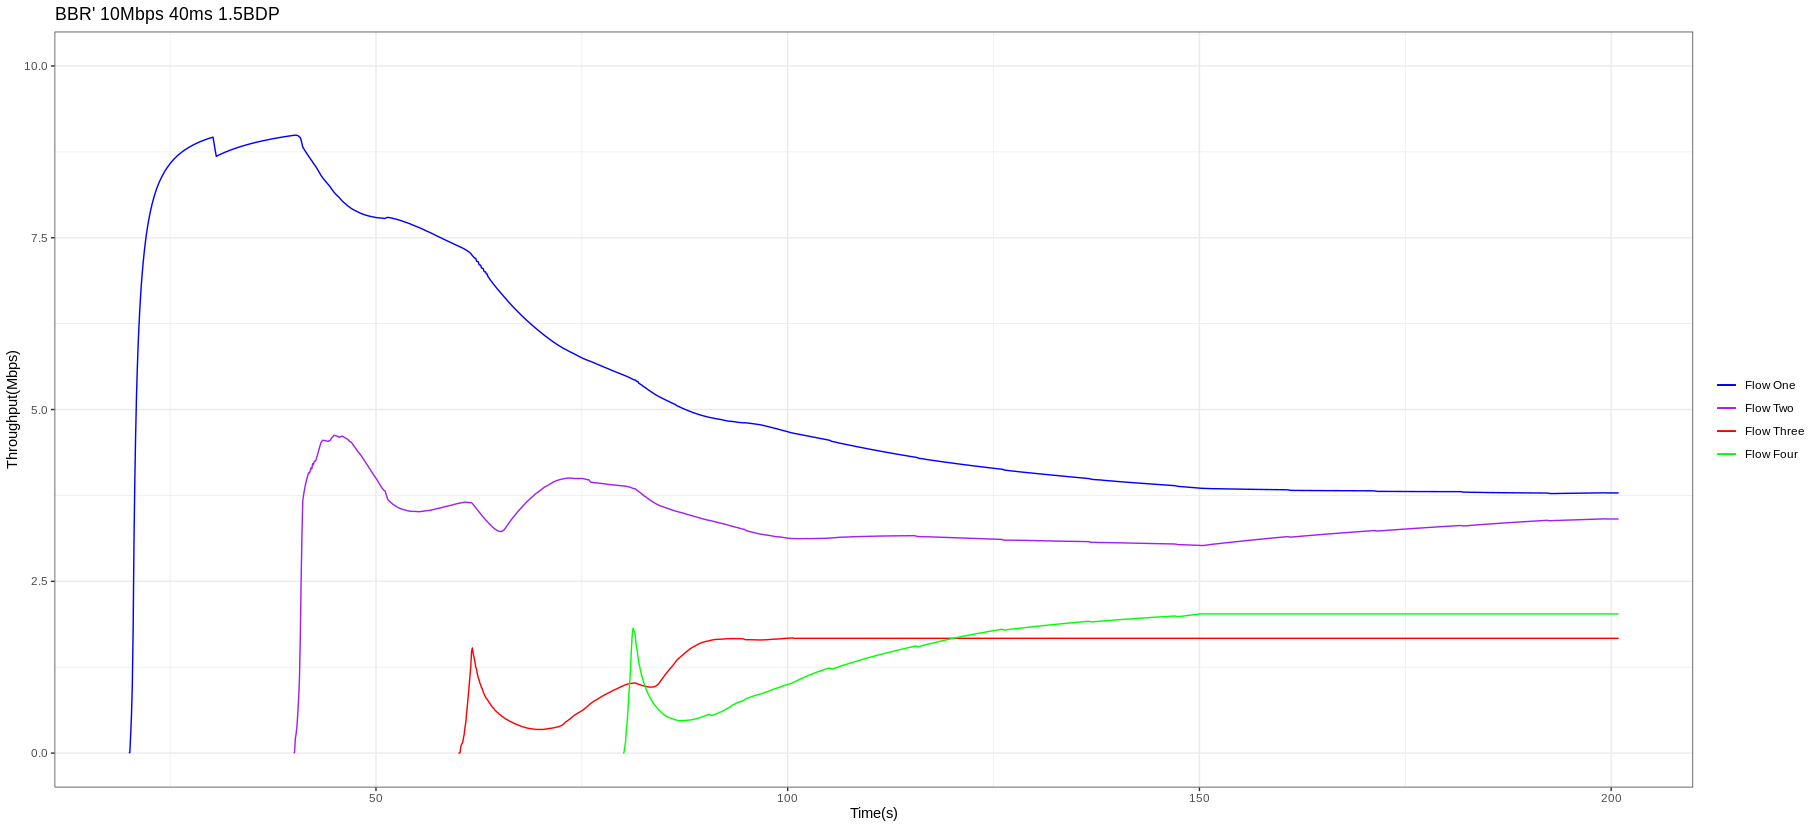 BBR' 10Mbps 40ms 1.5BDP
Throughput(Mbps)
10.0
7.5
5.0
2.5
0.0
50
100
150
200
Time(s)
Flow One
Flow Two
Flow Three
Flow Four